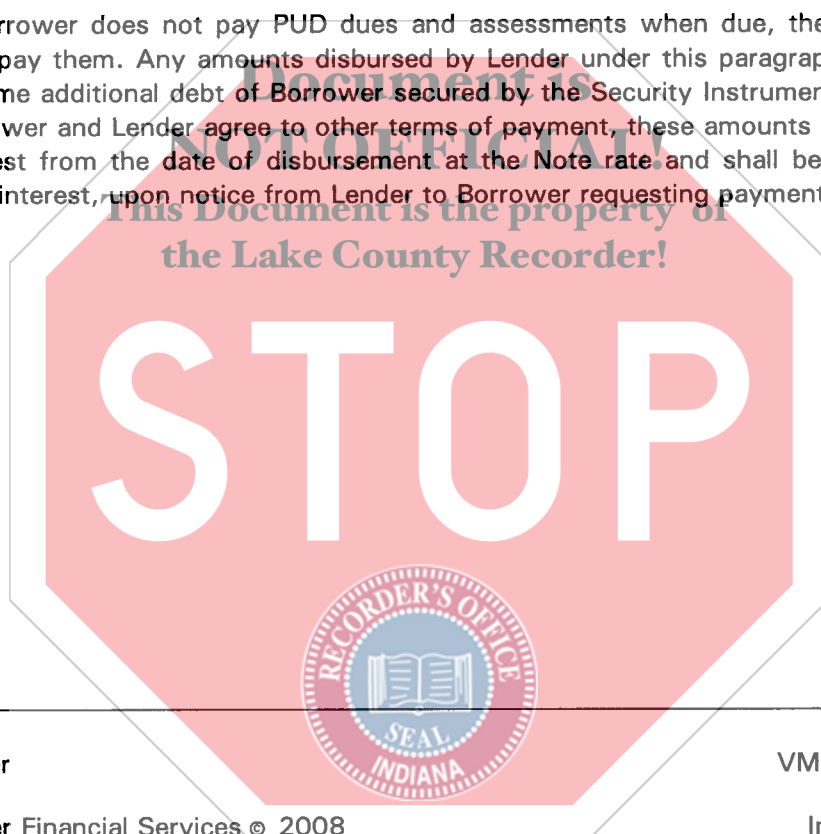 rrower does not pay PUD dues and assessments when due, the
pay them. Any amounts disbursed by Lender under this paragrap
me additional debt of Borrower secured by the Security Instrumen
wer and Lender agree to other terms of payment, these amounts
est from the date of disbursement at the Note rate and shall be
interest, upon notice from Lender to Borrower requesting payment
Document is
NOT OFFICIAL!
This Document is the property of
the Lake County Recorder!
STOP
RECORDER'S OFFICE
SEAL
INDIANA
r VM
r Financial Services © 2008 In